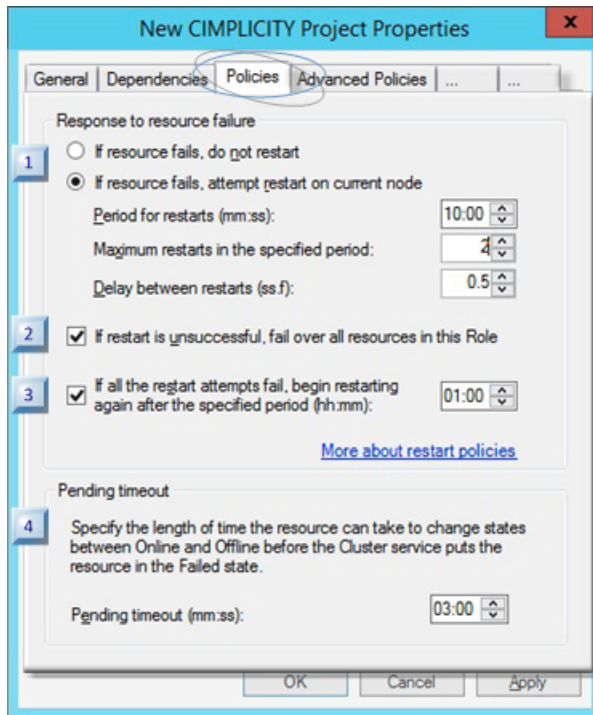 New CIMPLICITY Project Properties
x
General Dependencies Policies Advanced Policies ... ...
Response to resource failure
1
If resource fails, do not restart
If resource fails, attempt restart on current node
Period for restarts (mm:ss): 10:00
Maximum restarts in the specified period:
Delay between restarts (ss.f): 0.5
2 If restart is unsuccessful, fail over all resources in this Role
3 If all the restart attempts fail, begin restarting
again after the specified period (hh:mm): 01:00
More about restart policies
Pending timeout
4 Specify the length of time the resource can take to change states
between Online and Offline before the Cluster service puts the
resource in the Failed state.
Pending timeout (mm:ss): 03:00
OK Cancel Apply